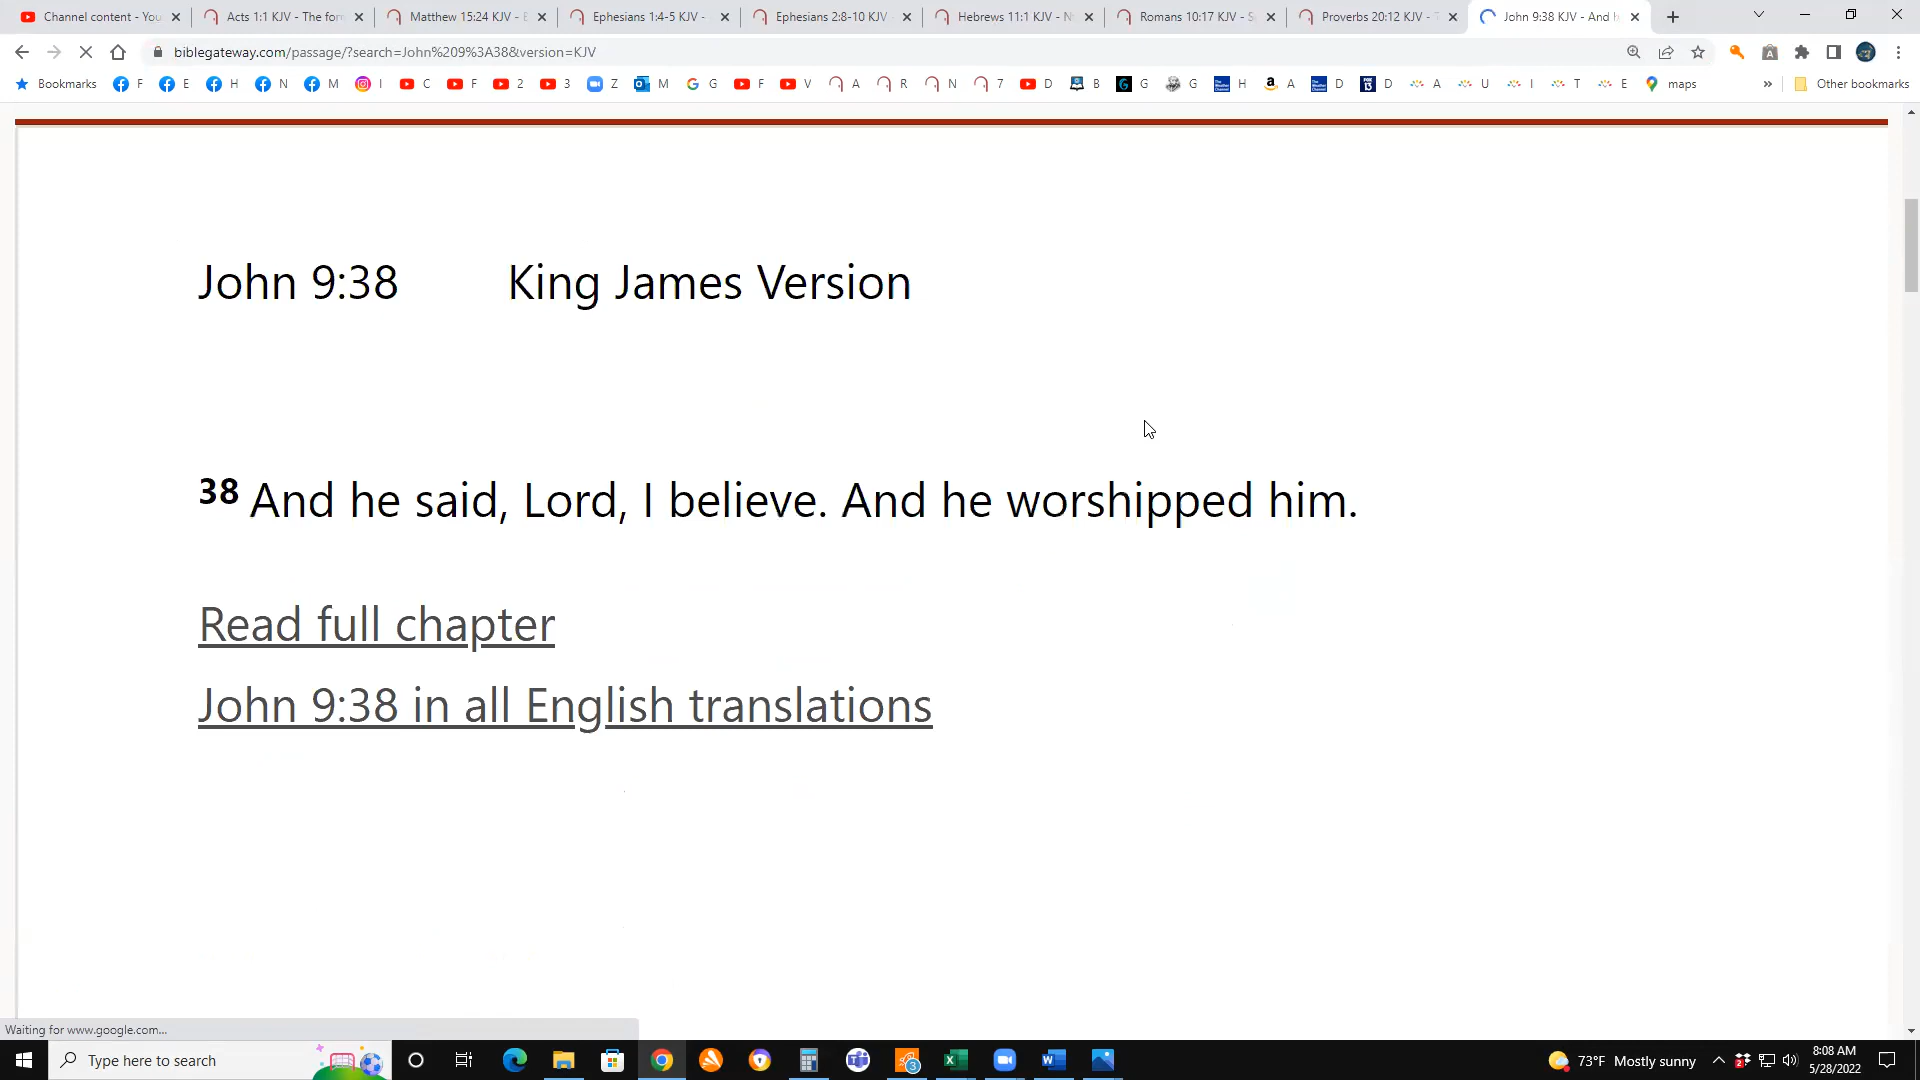 Channel content - You
Acts 1:1 KJV - The form
Matthew 15:24 KJV - B
Ephesians 1:4-5 KJV -
Ephesians 2:8-10 KJV -
Hebrews 11:1 KJV - N
Romans 10:17 KJV - S
Proverbs 20:12 KJV - T
John 9:38 KJV - And h
biblegateway.com/passage/?search=John%209%3A38&version=KJV
Bookmarks F E H N M I C F 2 3 Z M G F V A R N 7 D B G G H A D D A U I T E maps » Other bookmarks
John 9:38 King James Version
38 And he said, Lord, I believe. And he worshipped him.
Read full chapter
John 9:38 in all English translations
Waiting for www.google.com...
Type here to search
3
73°F Mostly sunny
8:08 AM
5/28/2022